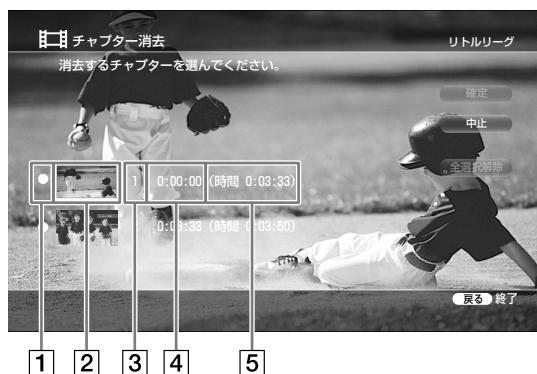 チャプター消去
リトルリーグ
消去するチャプターを選んでください。
確定
中止
全選択解除
1 0:00:00 (時間 0:03:33)
0:03:33 (時間 0:03:50)
戻る 終了
1 2 3 4 5